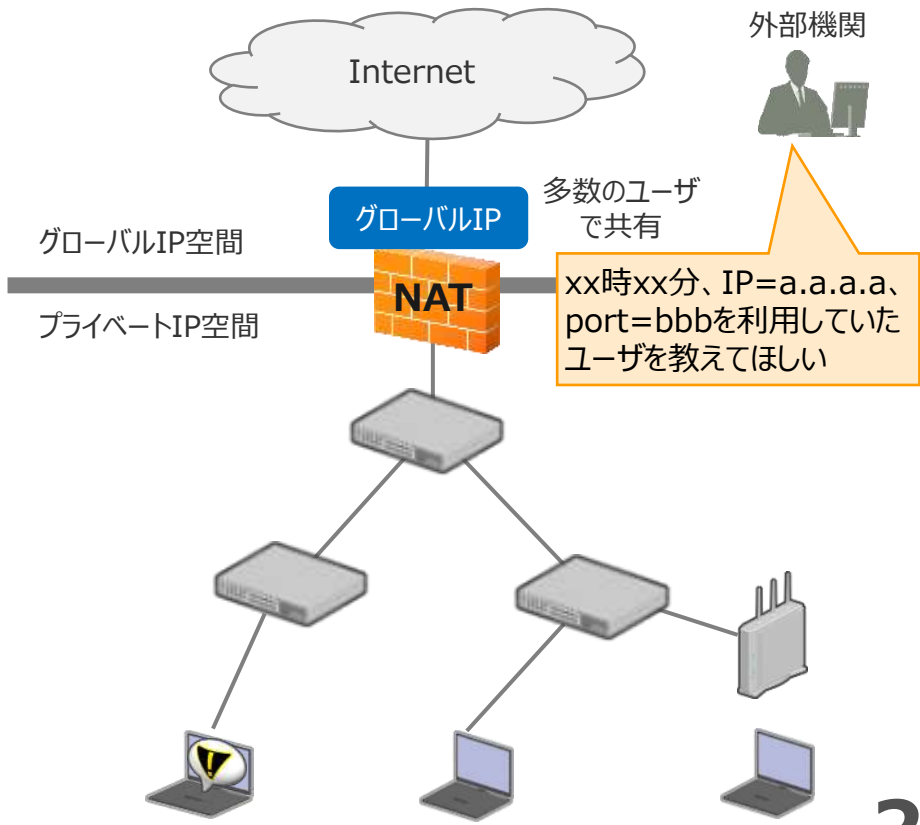 外部機関
Internet
グローバルIP
多数のユーザ
で共有
グローバルIP空間
NAT
プライベートIP空間
xx時xx分、IP=a.a.a.a、
port=bbbを利用していた
ユーザを教えてほしい